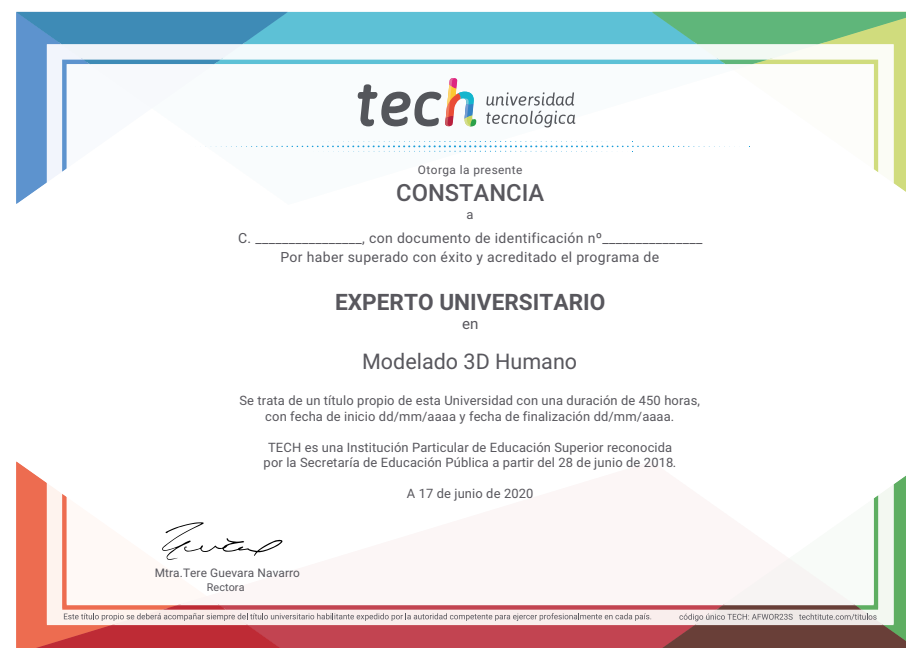 tech universidad
tecnológica
Otorga la presente
CONSTANCIA
a
C. ________________, con documento de identificación nº_______________
Por haber superado con éxito y acreditado el programa de
EXPERTO UNIVERSITARIO
en
Modelado 3D Humano
Se trata de un título propio de esta Universidad con una duración de 450 horas,
con fecha de inicio dd/mm/aaaa y fecha de finalización dd/mm/aaaa.
TECH es una Institución Particular de Educación Superior reconocida
por la Secretaría de Educación Pública a partir del 28 de junio de 2018.
A 17 de junio de 2020
Mtra.Tere Guevara Navarro
Rectora
Este título propio se deberá acompañar siempre del título universitario habilitante expedido por la autoridad competente para ejercer profesionalmente en cada país. código único TECH: AFWOR23S techtitute.com/titulos